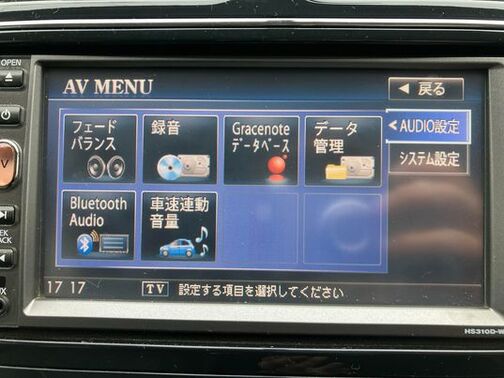 OPEN
AV MENU
戻る
フェード
バランス
録音
Gracenote
データベース
データ
管理
AUDIO設定
システム設定
Bluetooth
Audio
車速連動
音量
V
17 17
TV
設定する項目を選択してください
HS310D-W